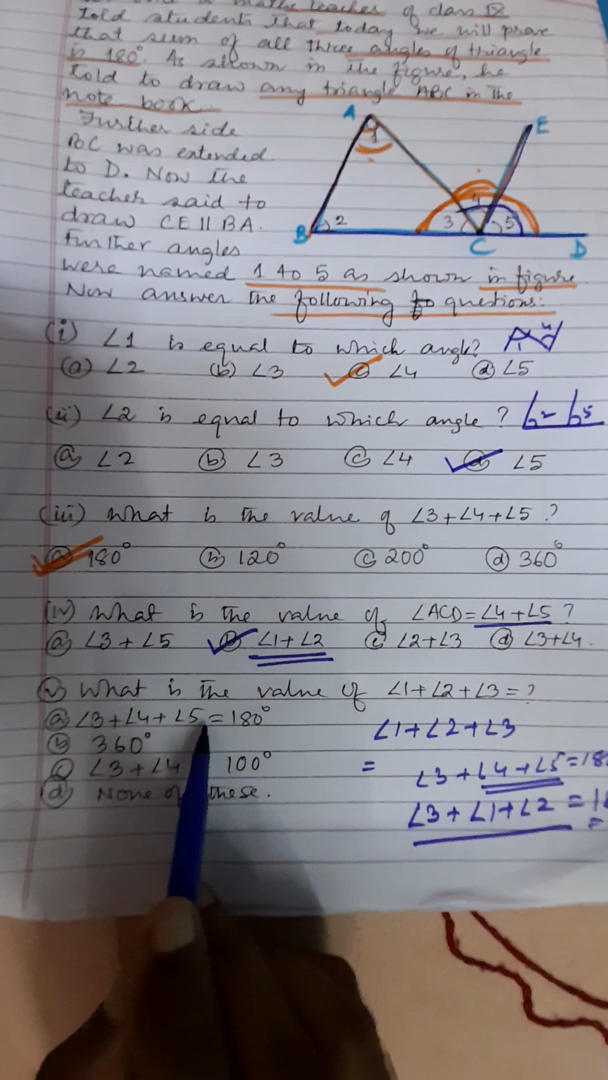 a maths teacher of class IX
told students that today we will prove
that sum of all three angles of triangle
is 180°. As shown in the figure, he
told to draw any triangle ABC in the
note book.
Further side
BC was extended
to D. Now the
teacher said to
draw CE || BA.
Further angles
were named 1 to 5 as shown in figure
Now answer the following questions:
A
E
1
4
B
2
3
5
C
D
(i) ∠1 is equal to which angle?
(a) ∠2 (b) ∠3 (c) ∠4 (d) ∠5
(ii) ∠2 is equal to which angle? 2 5
(a) ∠2 (b) ∠3 (c) ∠4 (d) ∠5
(iii) What is the value of ∠3+∠4+∠5?
(a) 180° (b) 120° (c) 200° (d) 360°
(iv) What is the value of ∠ACD=∠4+∠5?
(a) ∠3+∠5 (b) ∠1+∠2 (c) ∠2+∠3 (d) ∠3+∠4.
(v) What is the value of ∠1+∠2+∠3=?
(a) ∠3+∠4+∠5=180°
(b) 360°
(c) ∠3+∠4 100°
(d) None of these.
∠1+∠2+∠3
= ∠3+∠4+∠5=18
∠3+∠1+∠2=1
=